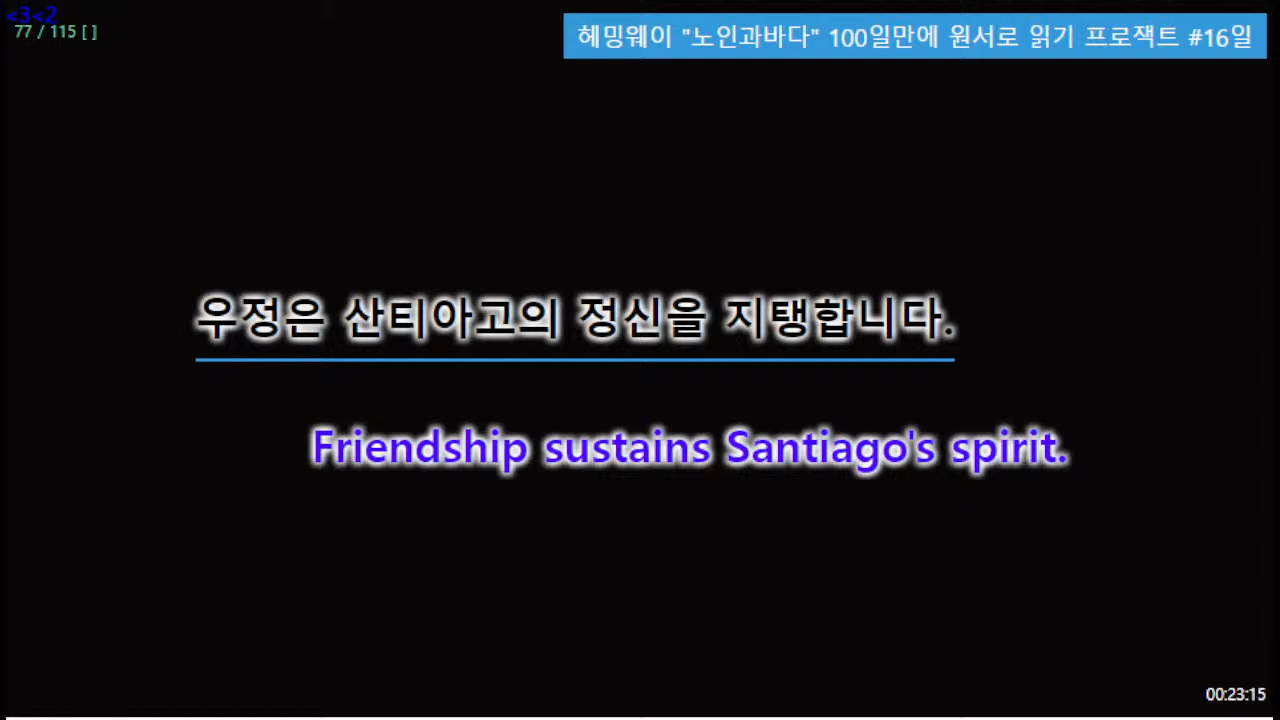 <3<2
77 / 115 [ ]
헤밍웨이 "노인과바다" 100일만에 원서로 읽기 프로잭트 #16일
우정은 산티아고의 정신을 지탱합니다.
Friendship sustains Santiago's spirit.
00:23:15